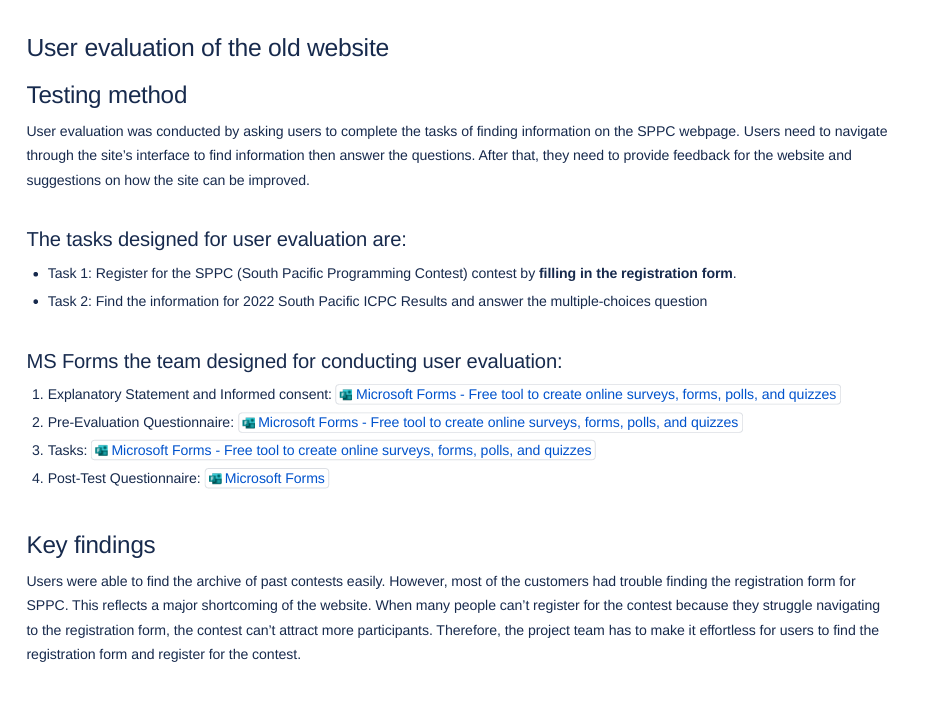 User evaluation of the old website
Testing method
User evaluation was conducted by asking users to complete the tasks of finding information on the SPPC webpage. Users need to navigate
through the site's interface to find information then answer the questions. After that, they need to provide feedback for the website and
suggestions on how the site can be improved.
The tasks designed for user evaluation are:
• Task 1: Register for the SPPC (South Pacific Programming Contest) contest by filling in the registration form.
• Task 2: Find the information for 2022 South Pacific ICPC Results and answer the multiple-choices question
MS Forms the team designed for conducting user evaluation:
1. Explanatory Statement and Informed consent: Microsoft Forms - Free tool to create online surveys, forms, polls, and quizzes
2. Pre-Evaluation Questionnaire: Microsoft Forms - Free tool to create online surveys, forms, polls, and quizzes
3. Tasks: Microsoft Forms - Free tool to create online surveys, forms, polls, and quizzes
4. Post-Test Questionnaire: Microsoft Forms
Key findings
Users were able to find the archive of past contests easily. However, most of the customers had trouble finding the registration form for
SPPC. This reflects a major shortcoming of the website. When many people can't register for the contest because they struggle navigating
to the registration form, the contest can't attract more participants. Therefore, the project team has to make it effortless for users to find the
registration form and register for the contest.